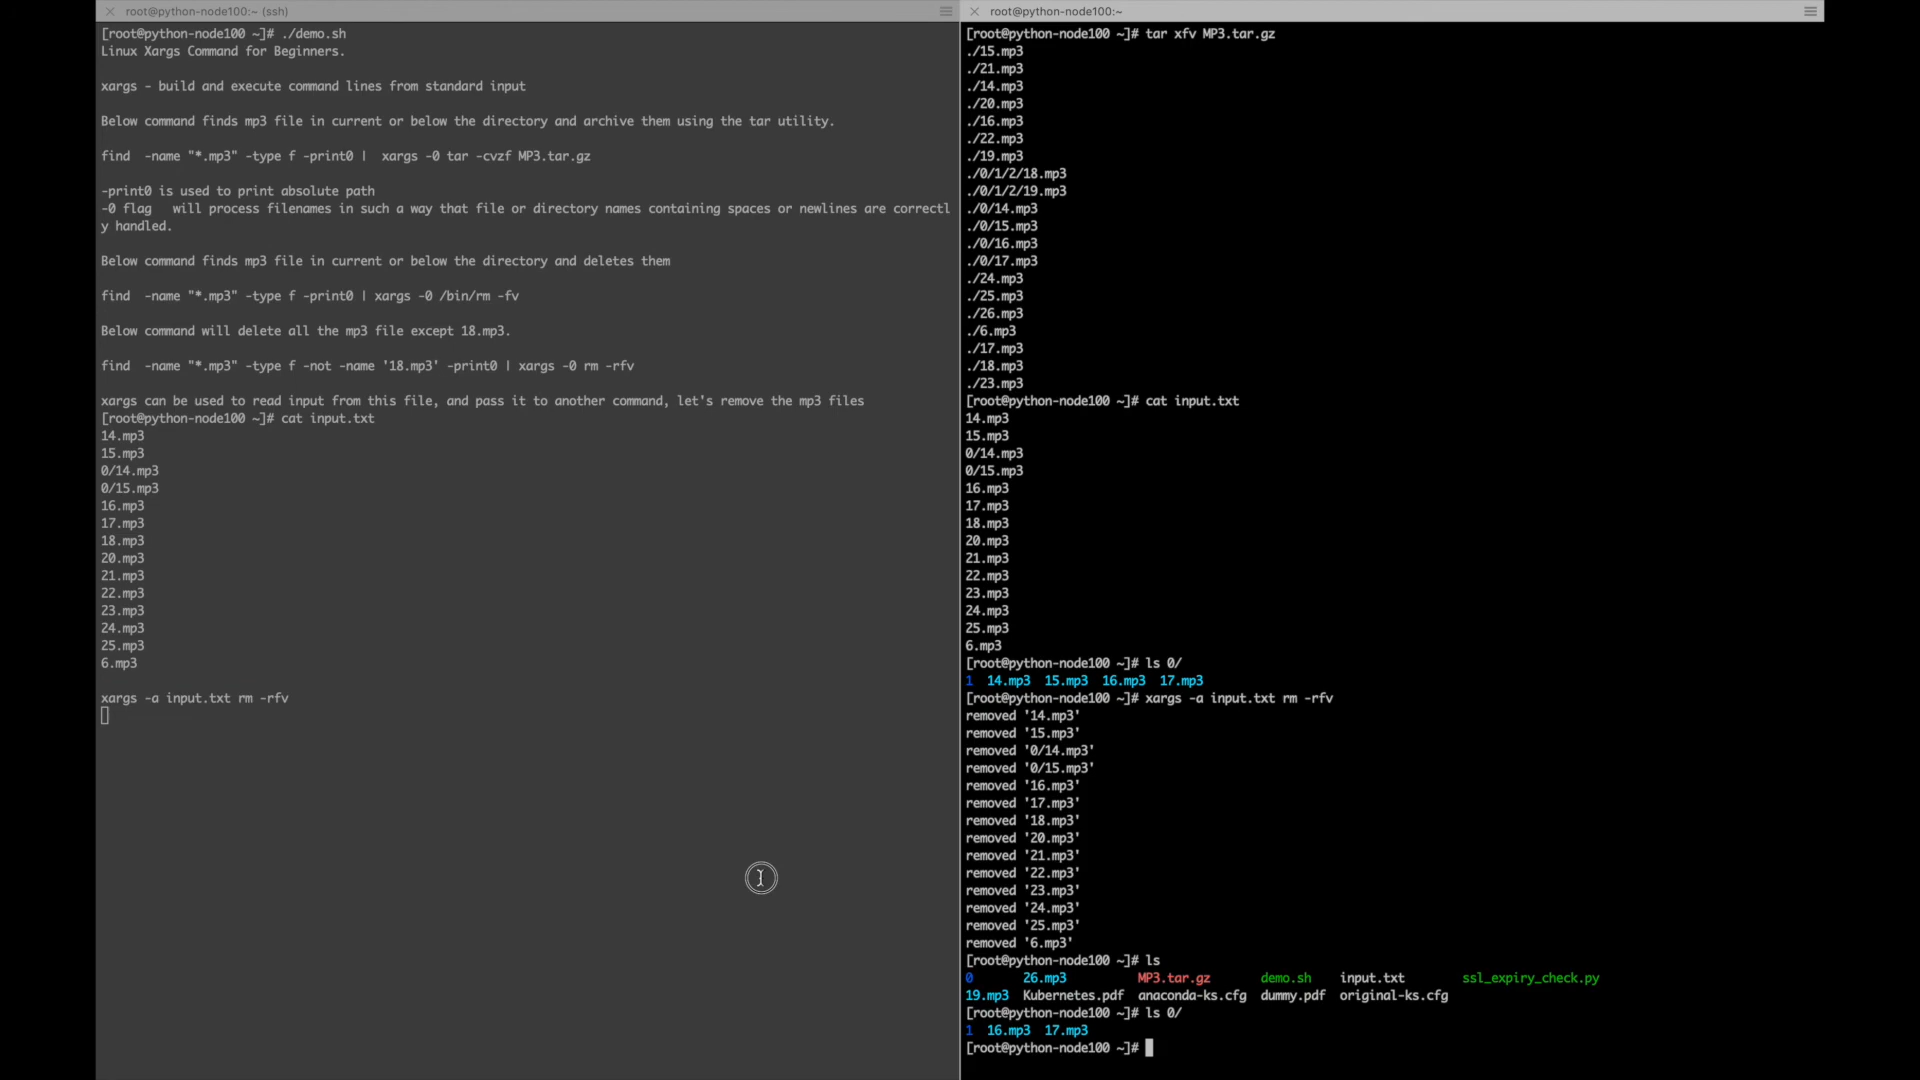 root@python-node100:~ (ssh)
[root@python-node100 ~]# ./demo.sh
Linux Xargs Command for Beginners.
xargs - build and execute command lines from standard input
Below command finds mp3 file in current or below the directory and archive them using the tar utility.
find  -name "*.mp3" -type f -print0 |  xargs -0 tar -cvzf MP3.tar.gz
-print0 is used to print absolute path
-0 flag   will process filenames in such a way that file or directory names containing spaces or newlines are correctl
y handled.
Below command finds mp3 file in current or below the directory and deletes them
find  -name "*.mp3" -type f -print0 | xargs -0 /bin/rm -fv
Below command will delete all the mp3 file except 18.mp3.
find  -name "*.mp3" -type f -not -name '18.mp3' -print0 | xargs -0 rm -rfv
xargs can be used to read input from this file, and pass it to another command, let's remove the mp3 files
[root@python-node100 ~]# cat input.txt
14.mp3
15.mp3
0/14.mp3
0/15.mp3
16.mp3
17.mp3
18.mp3
20.mp3
21.mp3
22.mp3
23.mp3
24.mp3
25.mp3
6.mp3
xargs -a input.txt rm -rfv
root@python-node100:~
[root@python-node100 ~]# tar xfv MP3.tar.gz
./15.mp3
./21.mp3
./14.mp3
./20.mp3
./16.mp3
./22.mp3
./19.mp3
./0/1/2/18.mp3
./0/1/2/19.mp3
./0/14.mp3
./0/15.mp3
./0/16.mp3
./0/17.mp3
./24.mp3
./25.mp3
./26.mp3
./6.mp3
./17.mp3
./18.mp3
./23.mp3
[root@python-node100 ~]# cat input.txt
14.mp3
15.mp3
0/14.mp3
0/15.mp3
16.mp3
17.mp3
18.mp3
20.mp3
21.mp3
22.mp3
23.mp3
24.mp3
25.mp3
6.mp3
[root@python-node100 ~]# ls 0/
1  14.mp3  15.mp3  16.mp3  17.mp3
[root@python-node100 ~]# xargs -a input.txt rm -rfv
removed '14.mp3'
removed '15.mp3'
removed '0/14.mp3'
removed '0/15.mp3'
removed '16.mp3'
removed '17.mp3'
removed '18.mp3'
removed '20.mp3'
removed '21.mp3'
removed '22.mp3'
removed '23.mp3'
removed '24.mp3'
removed '25.mp3'
removed '6.mp3'
[root@python-node100 ~]# ls
0       26.mp3          MP3.tar.gz       demo.sh    input.txt        ssl_expiry_check.py
19.mp3  Kubernetes.pdf  anaconda-ks.cfg  dummy.pdf  original-ks.cfg
[root@python-node100 ~]# ls 0/
1  16.mp3  17.mp3
[root@python-node100 ~]#